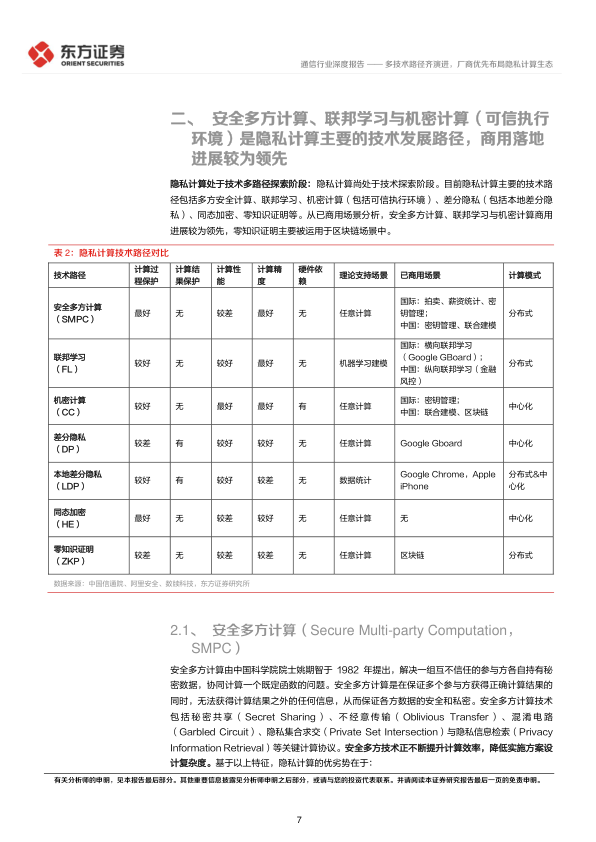 东方证券
ORIENT SECURITIES
通信行业深度报告 —— 多技术路径齐演进，厂商优先布局隐私计算生态
二、 安全多方计算、联邦学习与机密计算（可信执行
环境）是隐私计算主要的技术发展路径，商用落地
进展较为领先
隐私计算处于技术多路径探索阶段：隐私计算尚处于技术探索阶段。目前隐私计算主要的技术路
径包括多方安全计算、联邦学习、机密计算（包括可信执行环境）、差分隐私（包括本地差分隐
私）、同态加密、零知识证明等。从已商用场景分析，安全多方计算、联邦学习与机密计算商用
进展较为领先，零知识证明主要被运用于区块链场景中。
表 2：隐私计算技术路径对比
技术路径 计算过程保护 计算结果保护 计算性能 计算精度 硬件依赖 理论支持场景 已商用场景 计算模式
安全多方计算（SMPC） 最好 无 较差 最好 无 任意计算 国际：拍卖、薪资统计、密钥管理；中国：密钥管理、联合建模 分布式
联邦学习（FL） 较好 无 较好 最好 无 机器学习建模 国际：横向联邦学习（Google GBoard）；中国：纵向联邦学习（金融风控） 分布式
机密计算（CC） 较好 无 最好 最好 有 任意计算 国际：密钥管理；中国：联合建模、区块链 中心化
差分隐私（DP） 较差 有 较好 较好 无 任意计算 Google Gboard 中心化
本地差分隐私（LDP） 较好 有 较好 较差 无 数据统计 Google Chrome，Apple iPhone 分布式&中心化
同态加密（HE） 最好 无 较差 较好 无 任意计算 无 中心化
零知识证明（ZKP） 较差 无 较差 较差 无 任意计算 区块链 分布式
数据来源：中国信通院、阿里安全、数牍科技、东方证券研究所
2.1、 安全多方计算（Secure Multi-party Computation，
SMPC）
安全多方计算由中国科学院院士姚期智于 1982 年提出，解决一组互不信任的参与方各自持有秘
密数据，协同计算一个既定函数的问题。安全多方计算是在保证多个参与方获得正确计算结果的
同时，无法获得计算结果之外的任何信息，从而保证各方数据的安全和私密。安全多方计算技术
包括秘密共享（Secret Sharing）、不经意传输（Oblivious Transfer）、混淆电路
（Garbled Circuit）、隐私集合求交（Private Set Intersection）与隐私信息检索（Privacy
Information Retrieval）等关键计算协议。安全多方技术正不断提升计算效率，降低实施方案设
计复杂度。基于以上特征，隐私计算的优劣势在于：
有关分析师的申明，见本报告最后部分。其他重要信息披露见分析师申明之后部分，或请与您的投资代表联系。并请阅读本证券研究报告最后一页的免责申明。
7